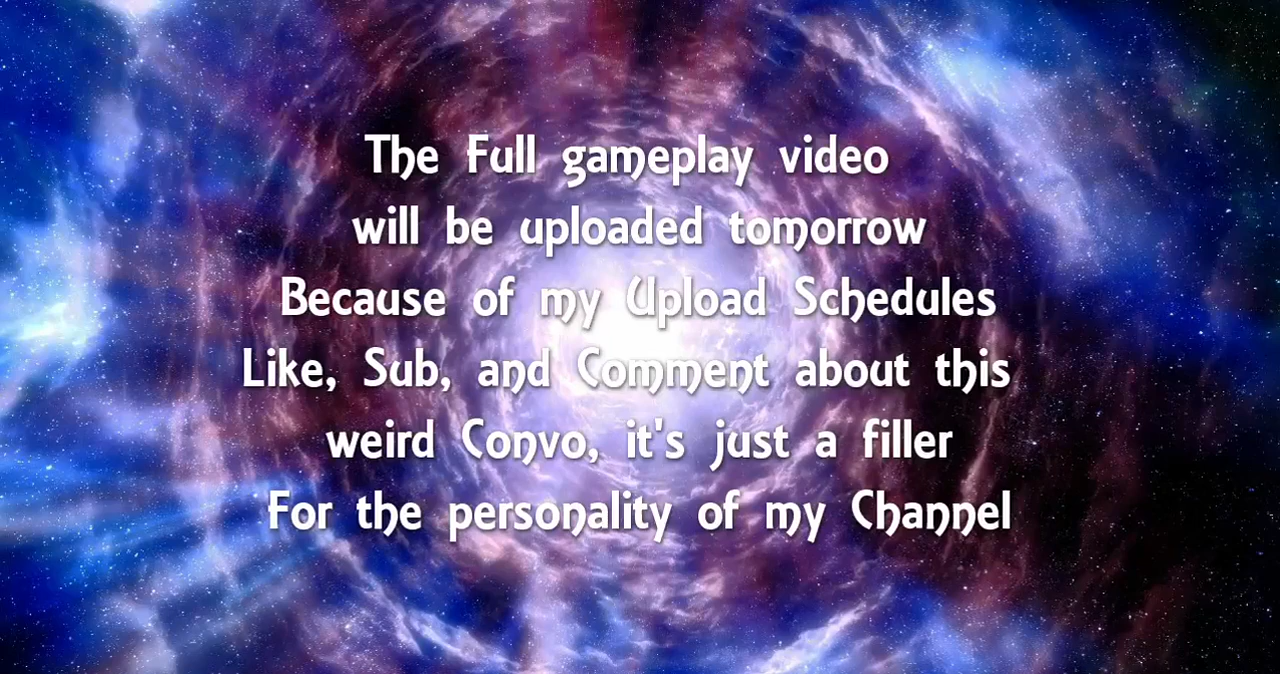 The Full gameplay video
will be uploaded tomorrow
Because of my Upload Schedules
Like, Sub, and Comment about this
weird Convo, it's just a filler
For the personality of my Channel